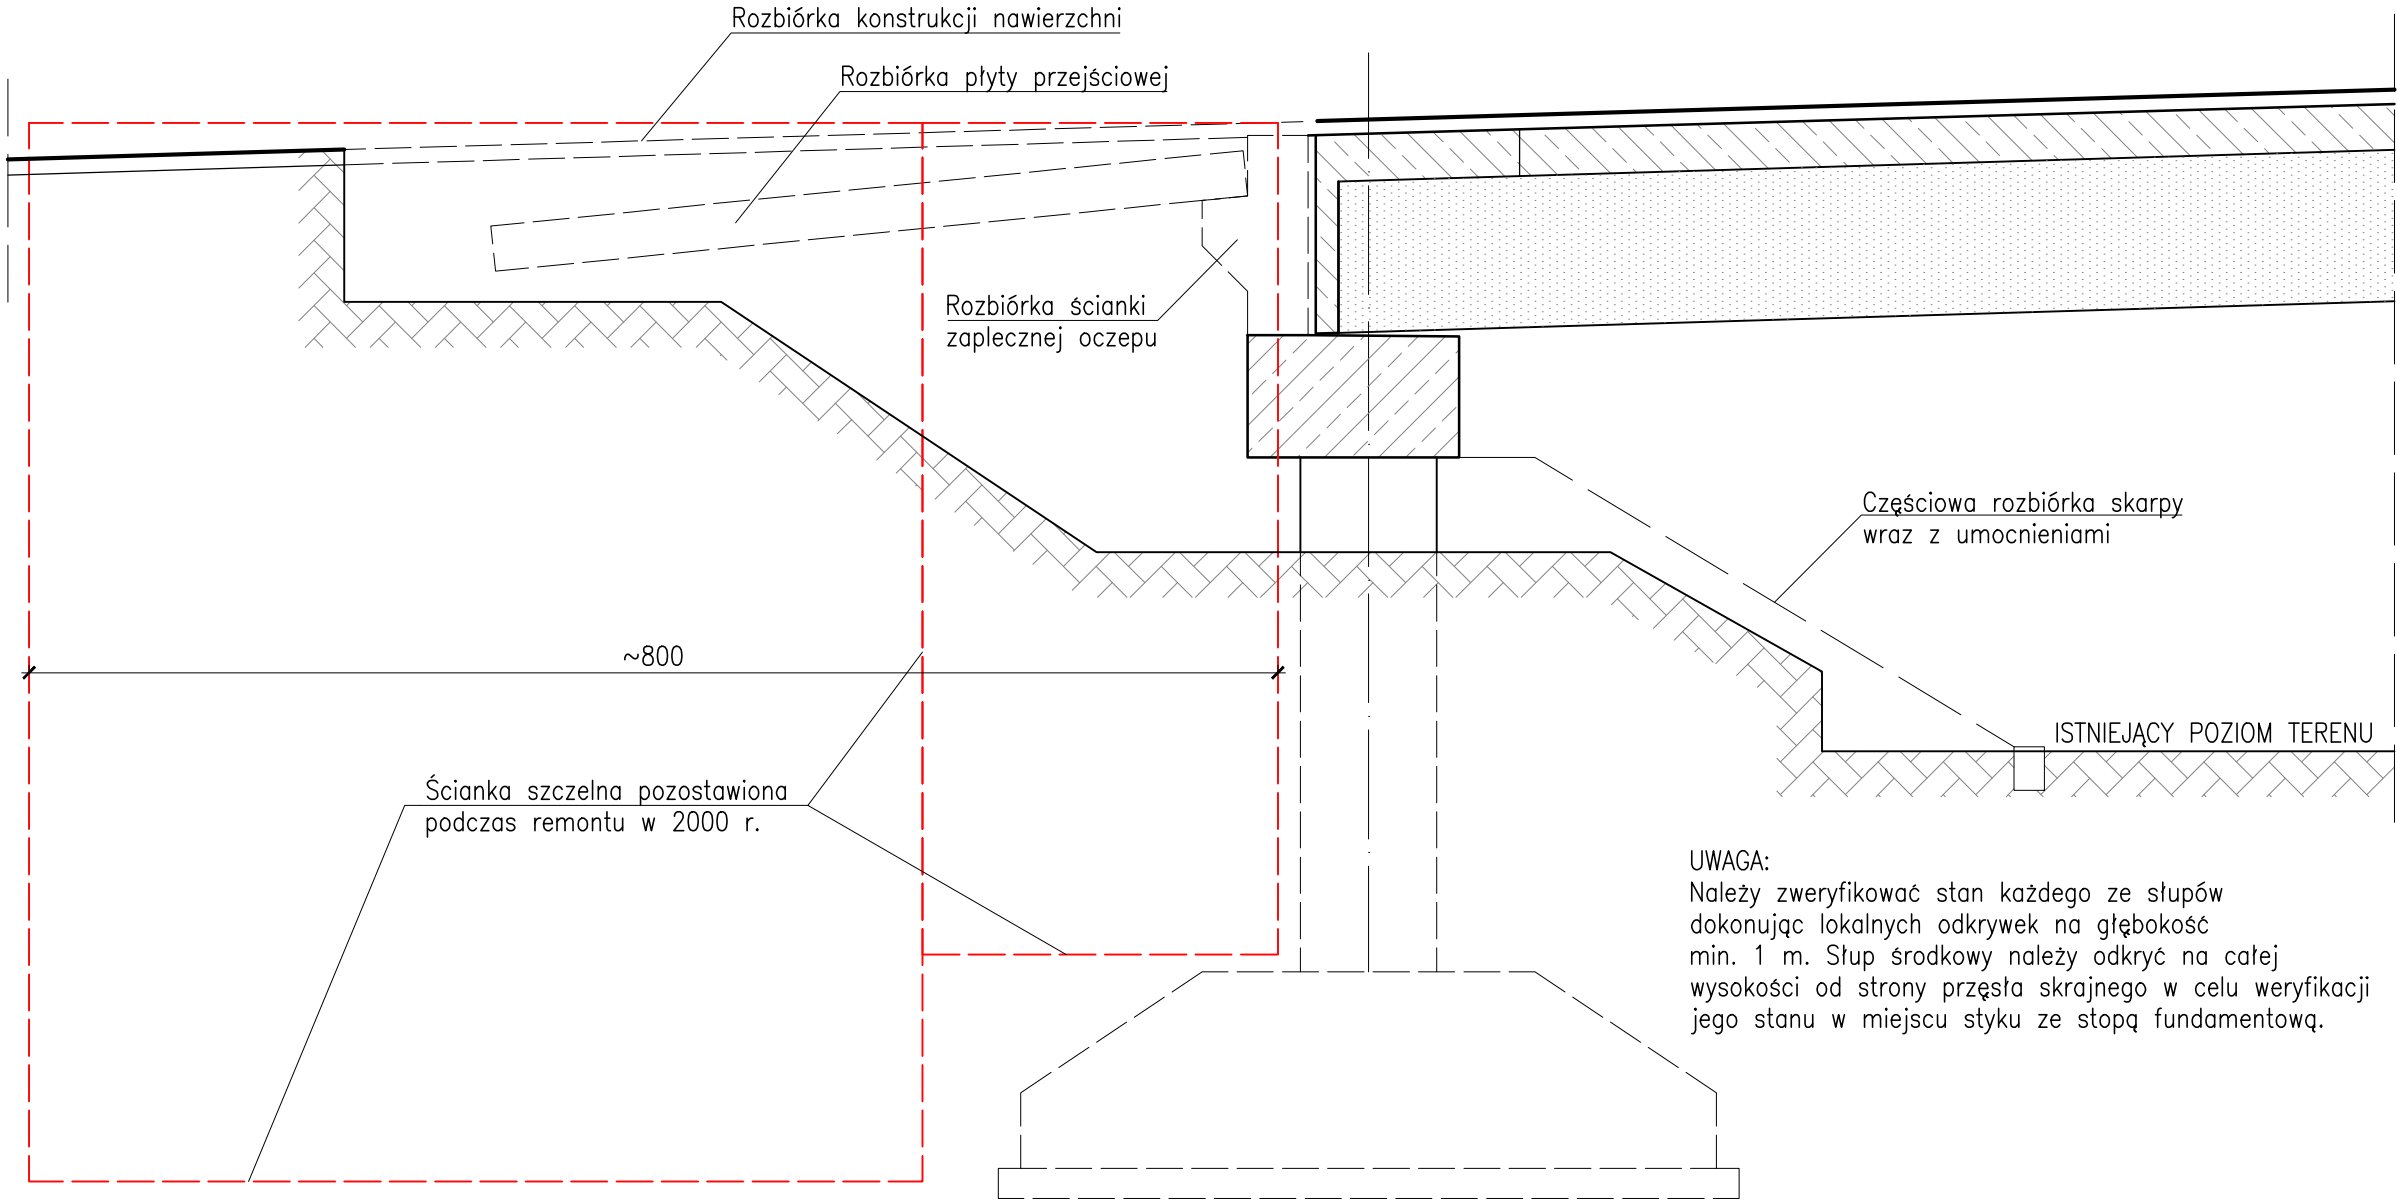 Rozbiórka konstrukcji nawierzchni
Rozbiórka płyty przejściowej
Rozbiórka ścianki
zaplecznej oczepu
Częściowa rozbiórka skarpy
wraz z umocnieniami
~800
ISTNIEJĄCY POZIOM TERENU
Ścianka szczelna pozostawiona
podczas remontu w 2000 r.
UWAGA:
Należy zweryfikować stan każdego ze słupów
dokonując lokalnych odkrywek na głębokość
min. 1 m. Słup środkowy należy odkryć na całej
wysokości od strony przęsła skrajnego w celu weryfikacji
jego stanu w miejscu styku ze stopą fundamentową.